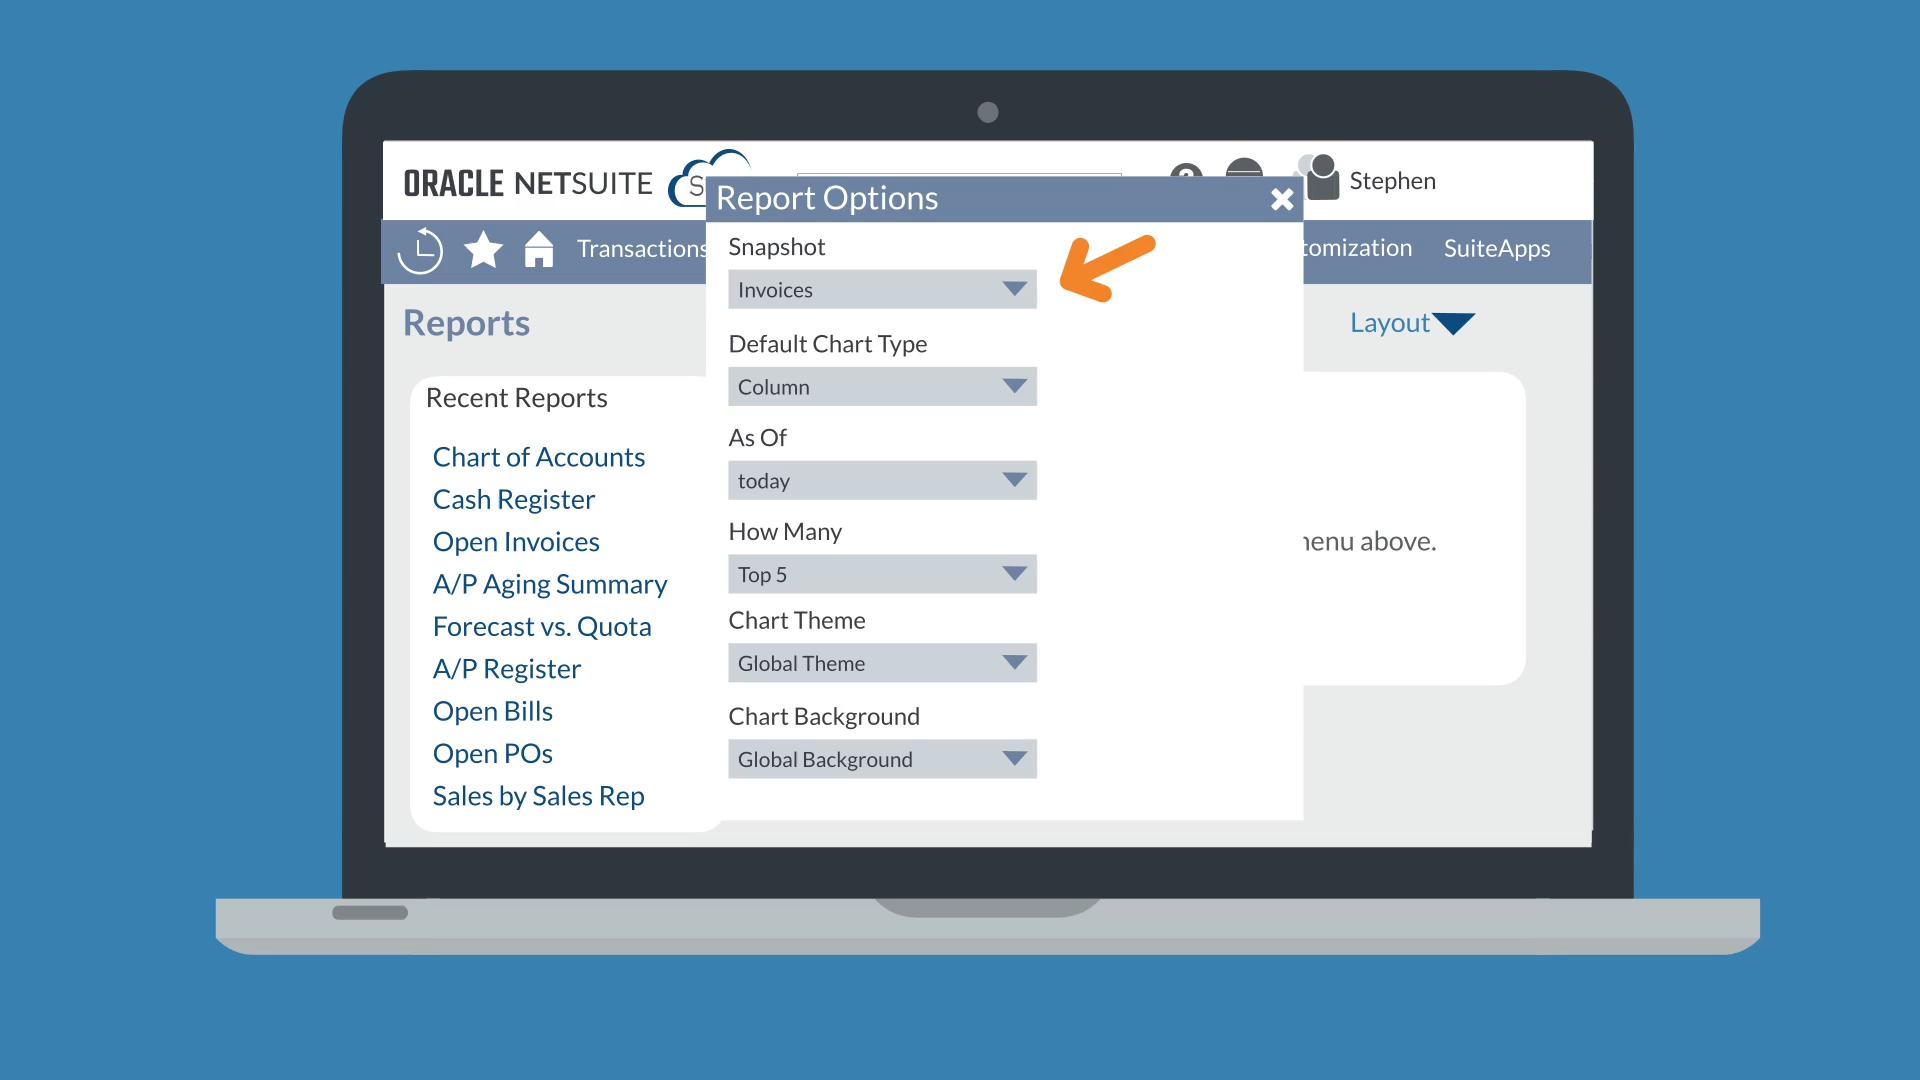 ORACLE NETSUITE
Stephen
Report Options
Transactions
SuiteApps
Snapshot
Invoices
Reports
Layout
Default Chart Type
Column
Recent Reports
As Of
today
Chart of Accounts
Cash Register
How Many
Open Invoices
above.
Top 5
A/P Aging Summary
Chart Theme
Forecast vs. Quota
Global Theme
A/P Register
Chart Background
Open Bills
Global Background
Open POs
Sales by Sales Rep